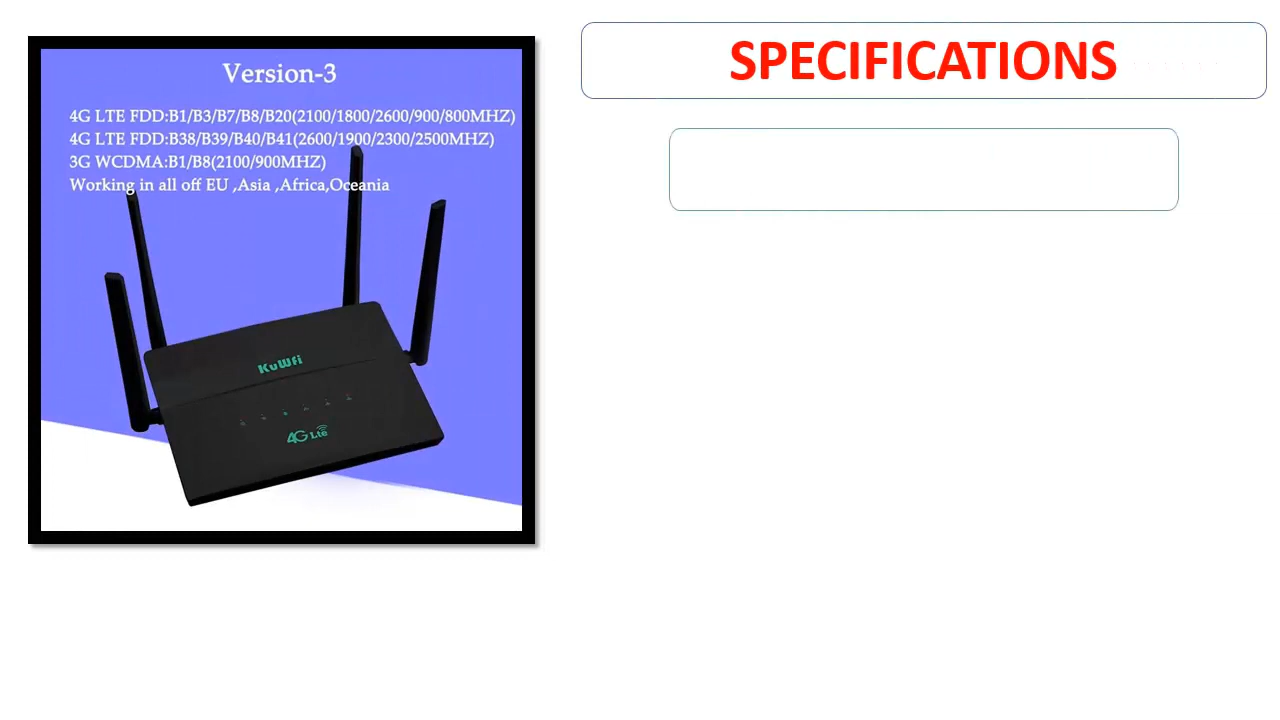 SPECIFICATIONS
Version-3
4G LTE FDD:B1/B3/B7/B8/B20(2100/1800/2600/900/800MHZ)
4G LTE FDD:B38/B39/B40/B41(2600/1900/2300/2500MHZ)
3G WCDMA:B1/B8(2100/900MHZ)
Working in all off EU ,Asia ,Africa,Oceania
KuWfi
4G Lte